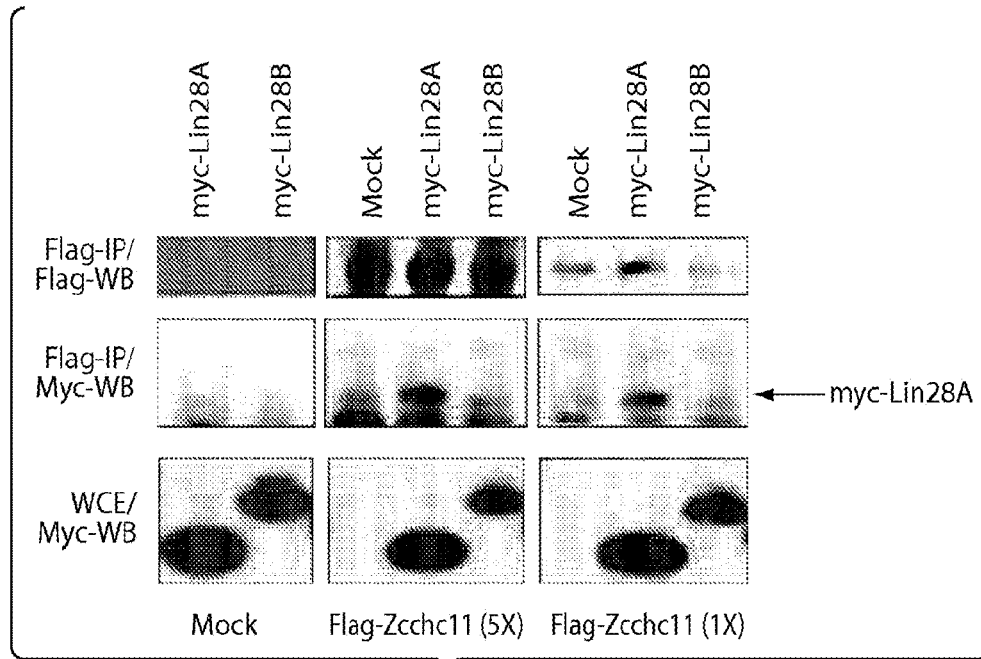 myc-Lin28A
myc-Lin28B
Mock
myc-Lin28A
myc-Lin28B
Mock
myc-Lin28A
myc-Lin28B
Flag-IP/
Flag-WB
Flag-IP/
Myc-WB
myc-Lin28A
WCE/
Myc-WB
Mock
Flag-Zcchc11 (5X)
Flag-Zcchc11 (1X)